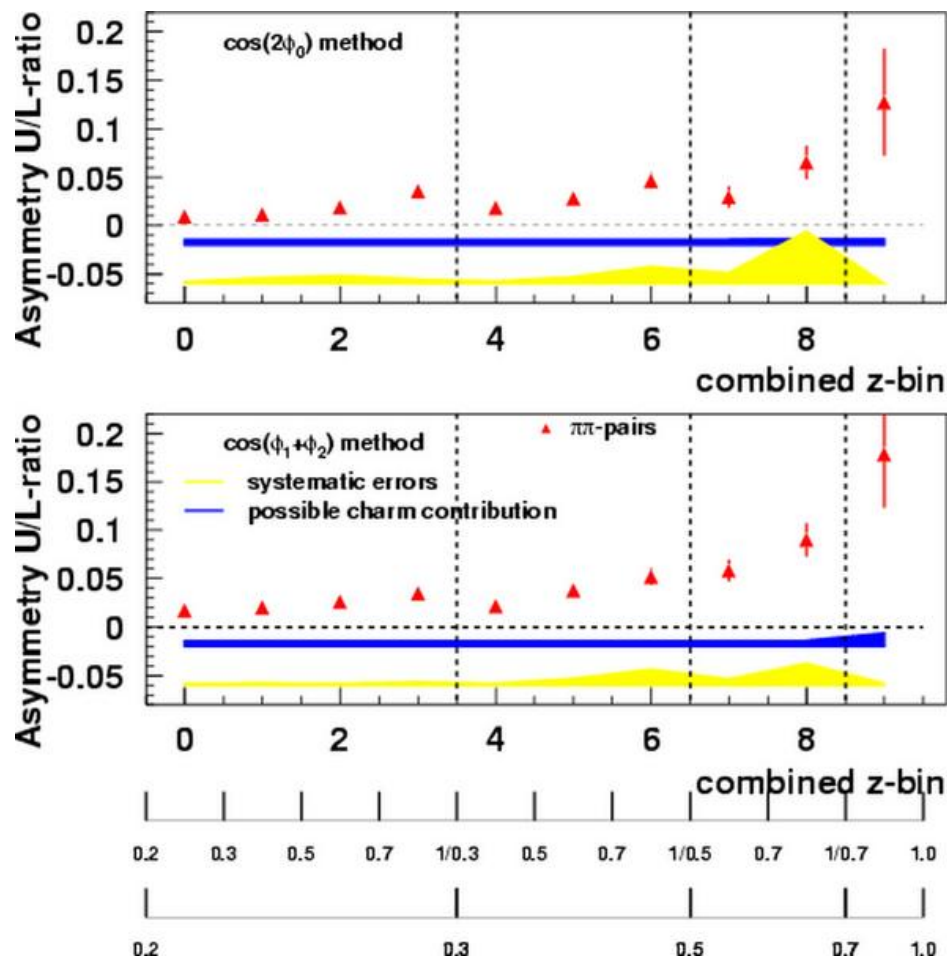 Asymmetry U/L-ratio
cos(2ϕ₀) method
0.2
0.15
0.1
0.05
0
-0.05
0 2 4 6 8
combined z-bin
Asymmetry U/L-ratio
cos(ϕ₁+ϕ₂) method
ππ-pairs
systematic errors
possible charm contribution
0.2
0.15
0.1
0.05
0
-0.05
0 2 4 6 8
combined z-bin
0.2 0.3 0.5 0.7 1/0.3 0.5 0.7 1/0.5 0.7 1/0.7 1.0
0.2 0.3 0.5 0.7 1.0